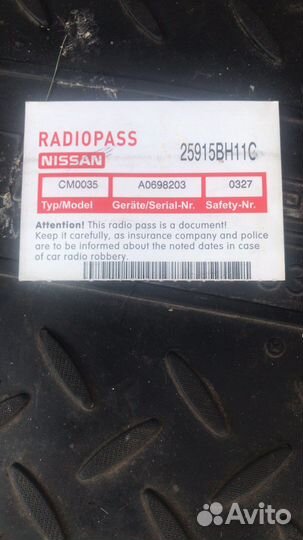 RADIOPASS
NISSAN
25915BH11C
CM0035 A0698203 0327
Typ/Model Geräte/Serial-Nr. Safety-Nr.
Attention! This radio pass is a document!
Keep it carefully, as insurance company and police
are to be informed about the noted dates in case
of car radio robbery.
Avito